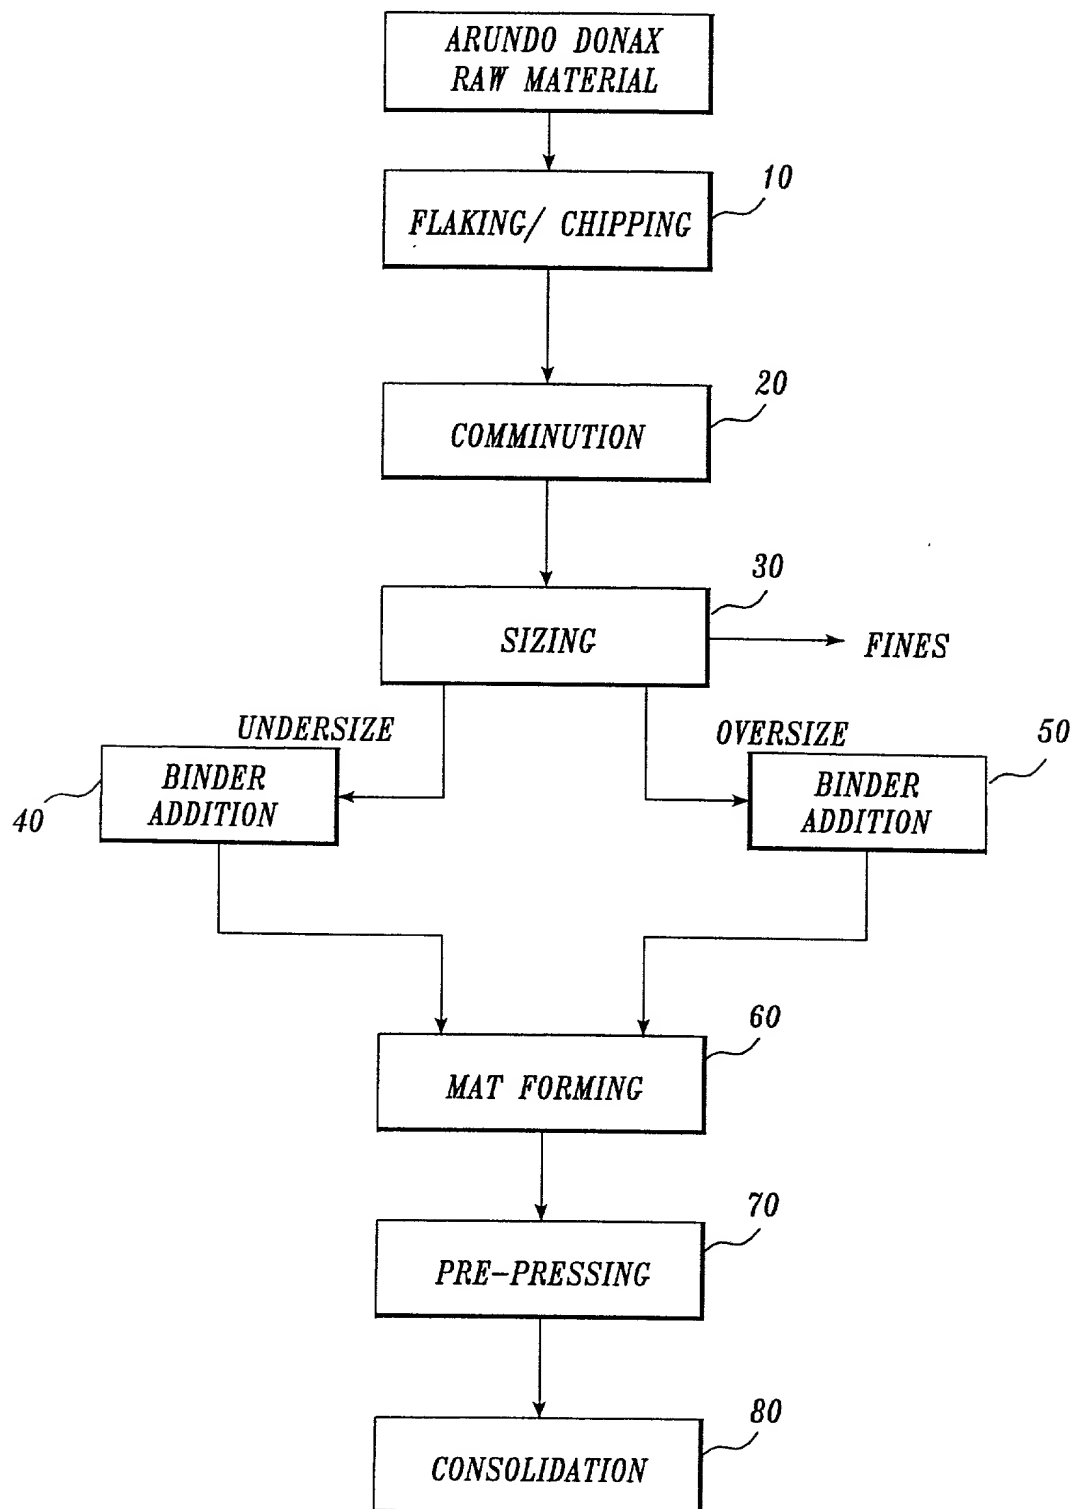 ARUNDO DONAX
RAW MATERIAL
10
FLAKING/ CHIPPING
20
COMMINUTION
30
SIZING
FINES
UNDERSIZE
OVERSIZE
50
BINDER
ADDITION
40
BINDER
ADDITION
60
MAT FORMING
70
PRE-PRESSING
80
CONSOLIDATION